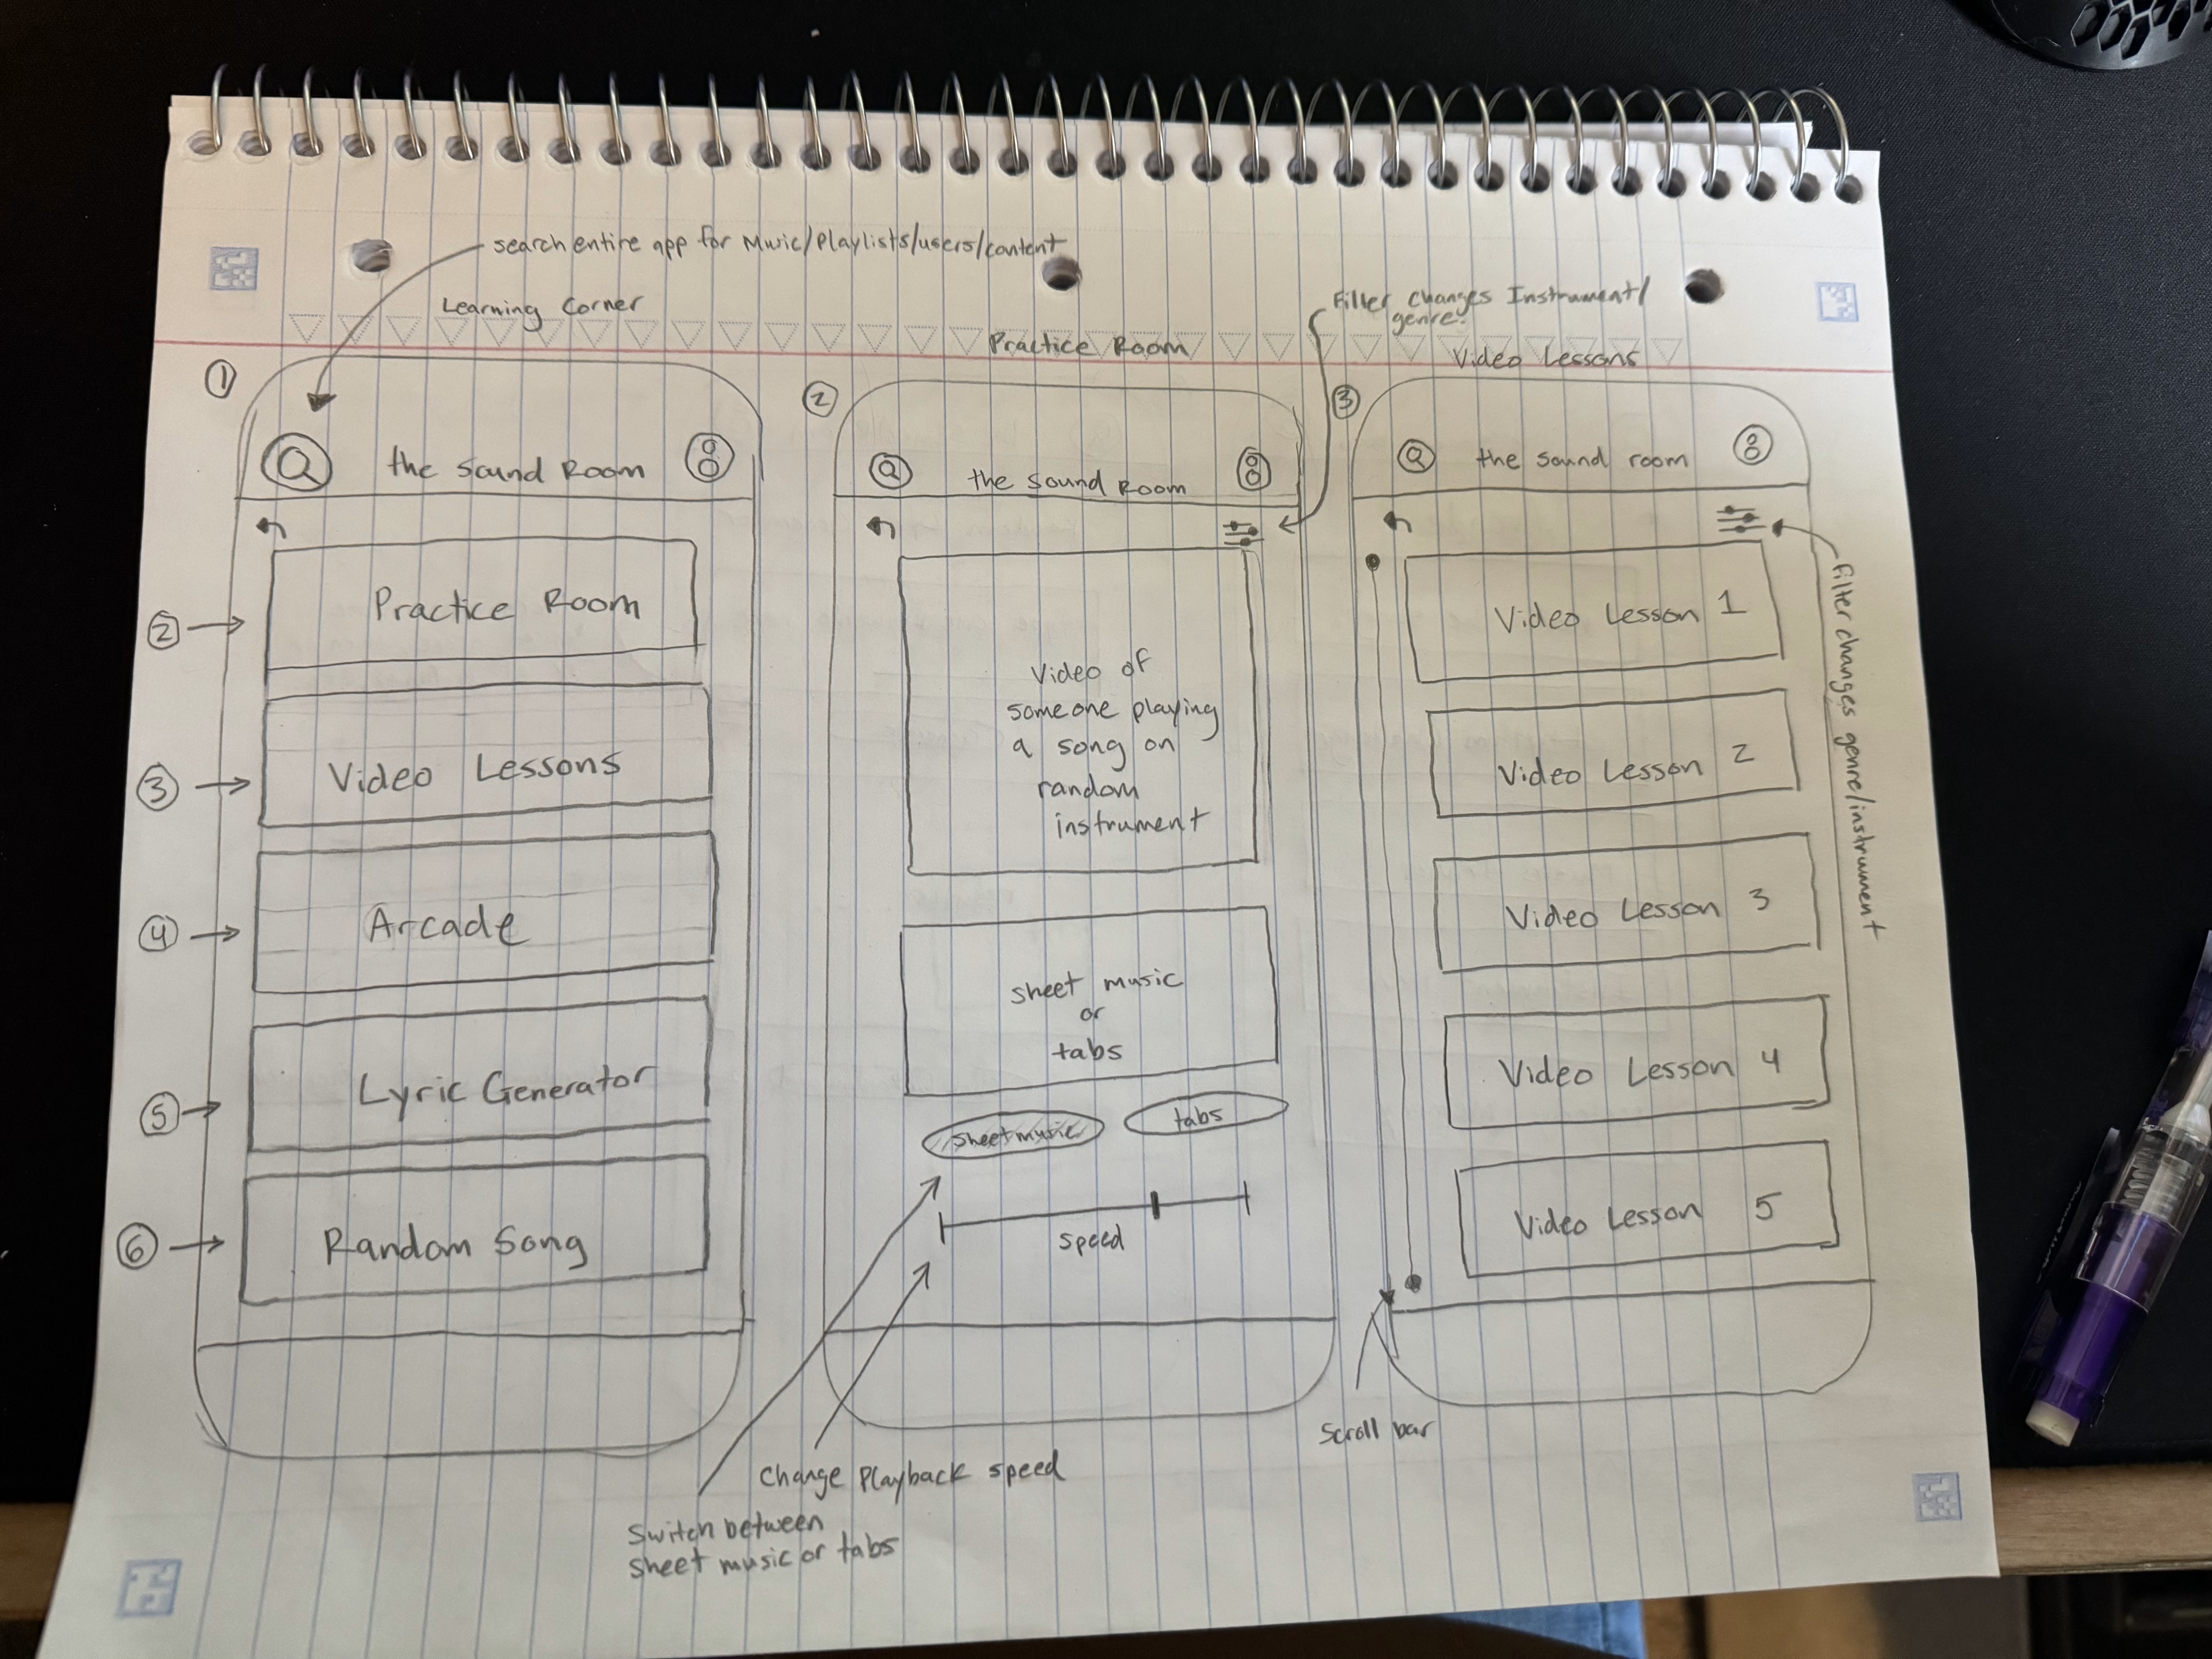 search entire app for Music/Playlists/users/content
Learning Corner
①
Q
the Sound Room
② →
Practice Room
③ →
Video Lessons
④ →
Arcade
⑤ →
Lyric Generator
⑥ →
Random Song
Practice Room
②
Q
the Sound Room
Filter changes Instrument/
genre.
Video of
someone playing
a song on
random
instrument
sheet music
or
tabs
sheet music
tabs
speed
Change Playback speed
Switch between
sheet music or tabs
Video Lessons
③
Q
the sound room
Filter changes genre/instrument
Video Lesson 1
Video Lesson 2
Video Lesson 3
Video Lesson 4
Video Lesson 5
Scroll bar